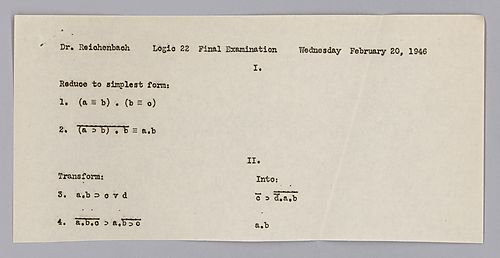 Dr. Reichenbach Logic 22 Final Examination Wednesday February 20, 1946
I.
Reduce to simplest form:
1. (a ≡ b) . (b ≡ c)
2. (a̅ ̅⊃̅ ̅b̅)̅ ̅.̅ ̅b̅ ≡ a.b
II.
Transform: Into:
3. a.b ⊃ c v d c̅ ⊃ d̅.̅a̅.̅b̅
4. a̅.̅b̅.̅c̅ ⊃ a.b̅ ̅⊃̅ ̅c̅ a.b